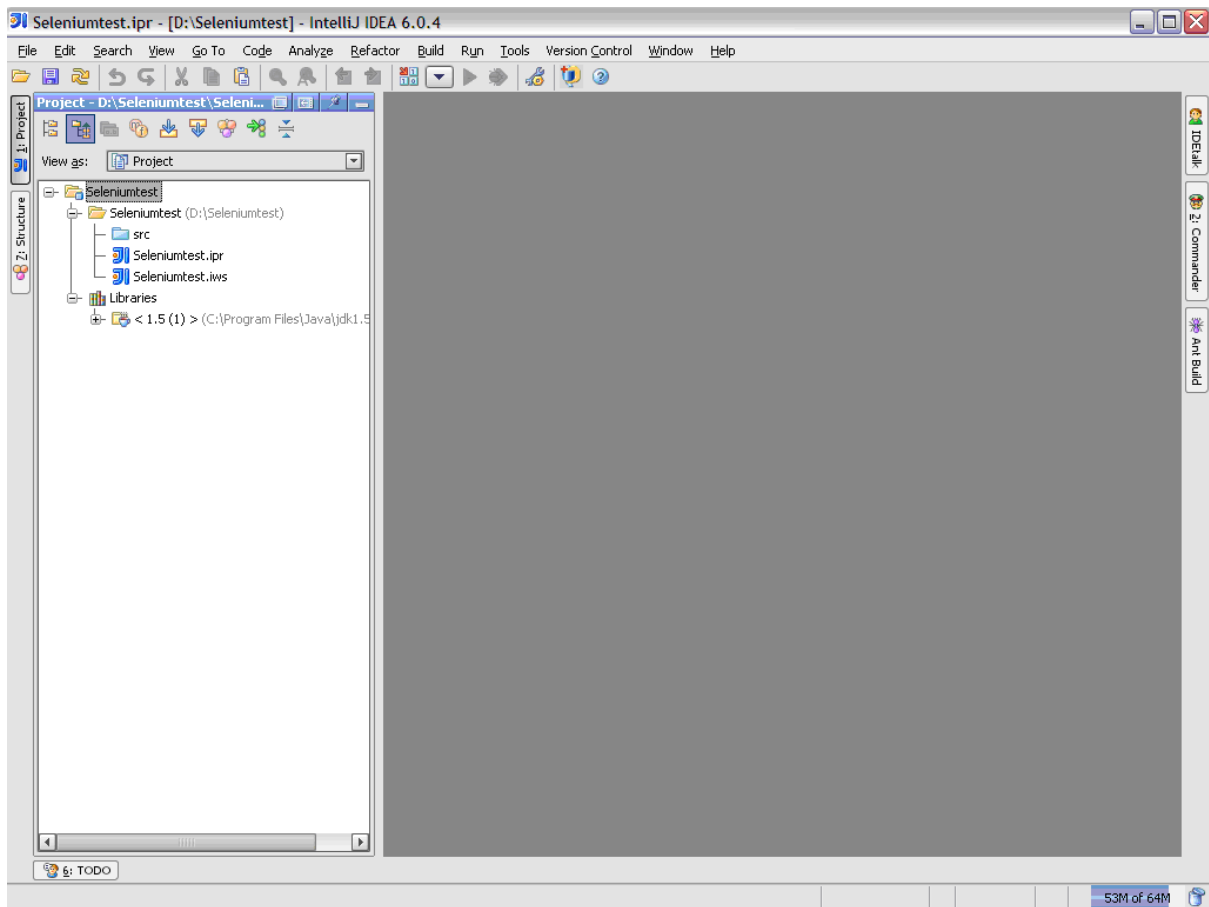 Seleniumtest.ipr - [D:\Seleniumtest] - IntelliJ IDEA 6.0.4
File Edit Search View Go To Code Analyze Refactor Build Run Tools Version Control Window Help
Project - D:\Seleniumtest\Seleni...
View as: Project
1: Project
7: Structure
Seleniumtest
Seleniumtest (D:\Seleniumtest)
src
Seleniumtest.ipr
Seleniumtest.iws
Libraries
< 1.5 (1) > (C:\Program Files\Java\jdk1.5
IDEtalk
2: Commander
Ant Build
6: TODO
53M of 64M